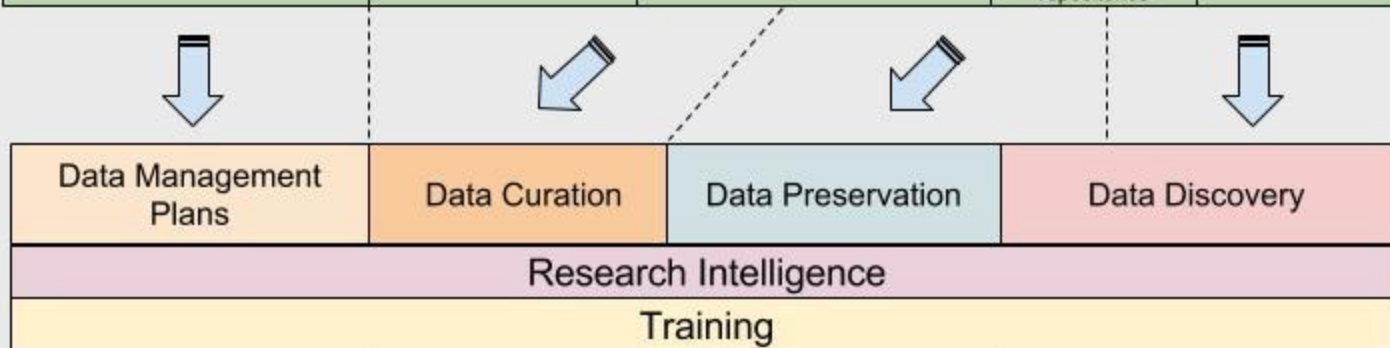 Data Management
Plans
Data Curation
Data Preservation
Data Discovery
Research Intelligence
Training